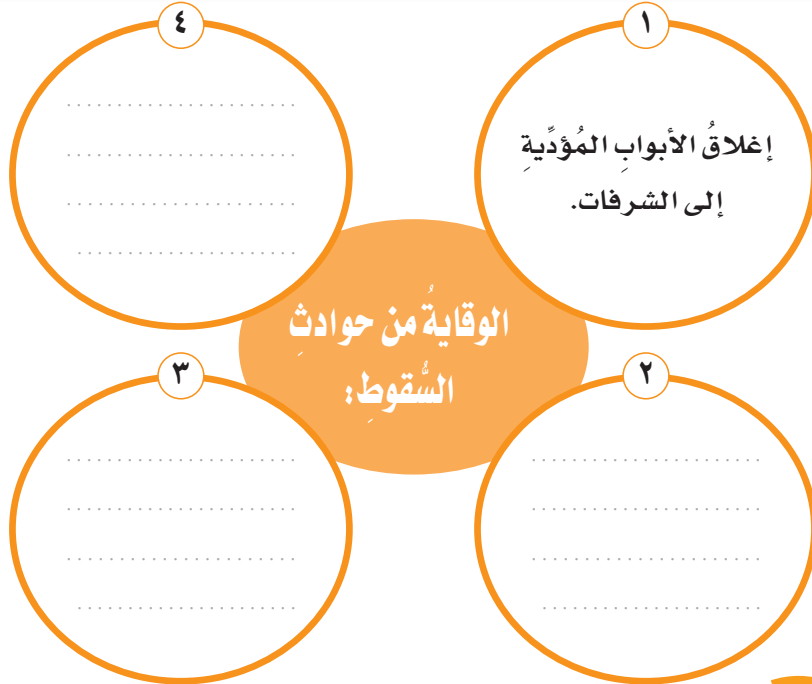 ١
إغلاقُ الأبوابِ المُؤدِّيةِ
إلى الشرفات.
الوقايةُ من حوادثِ
السُّقوطِ:
٢
٣
٤